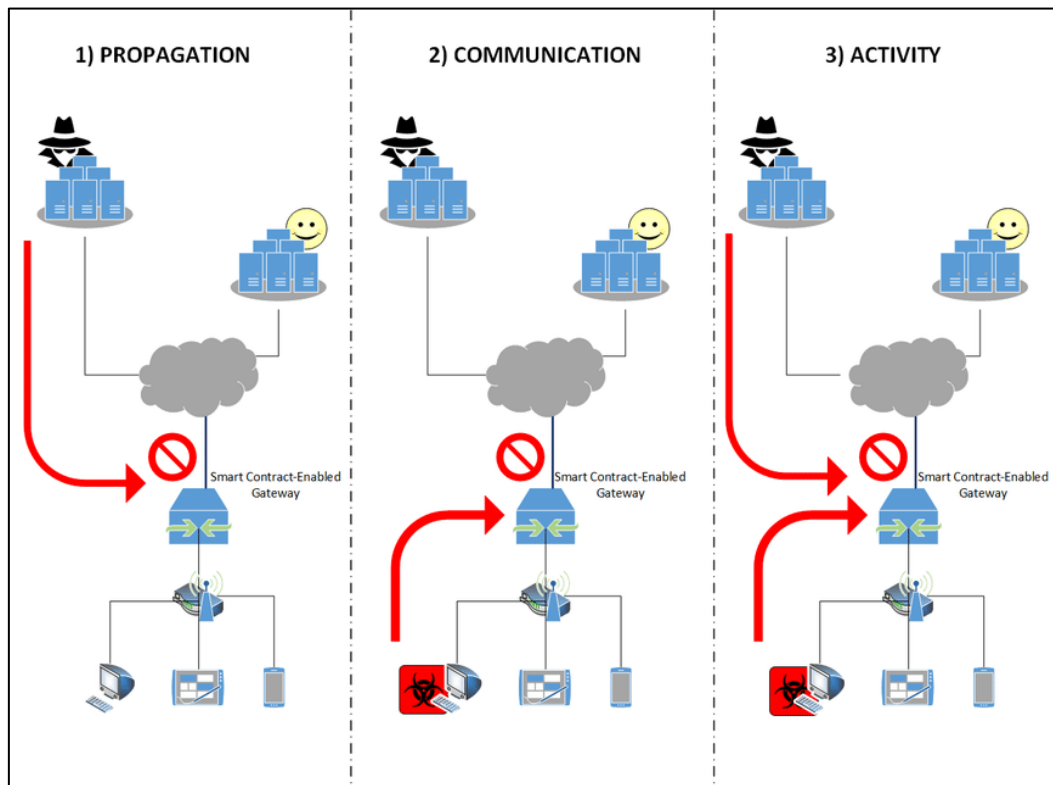 1) PROPAGATION
2) COMMUNICATION
3) ACTIVITY
Smart Contract-Enabled
Gateway
Smart Contract-Enabled
Gateway
Smart Contract-Enabled
Gateway